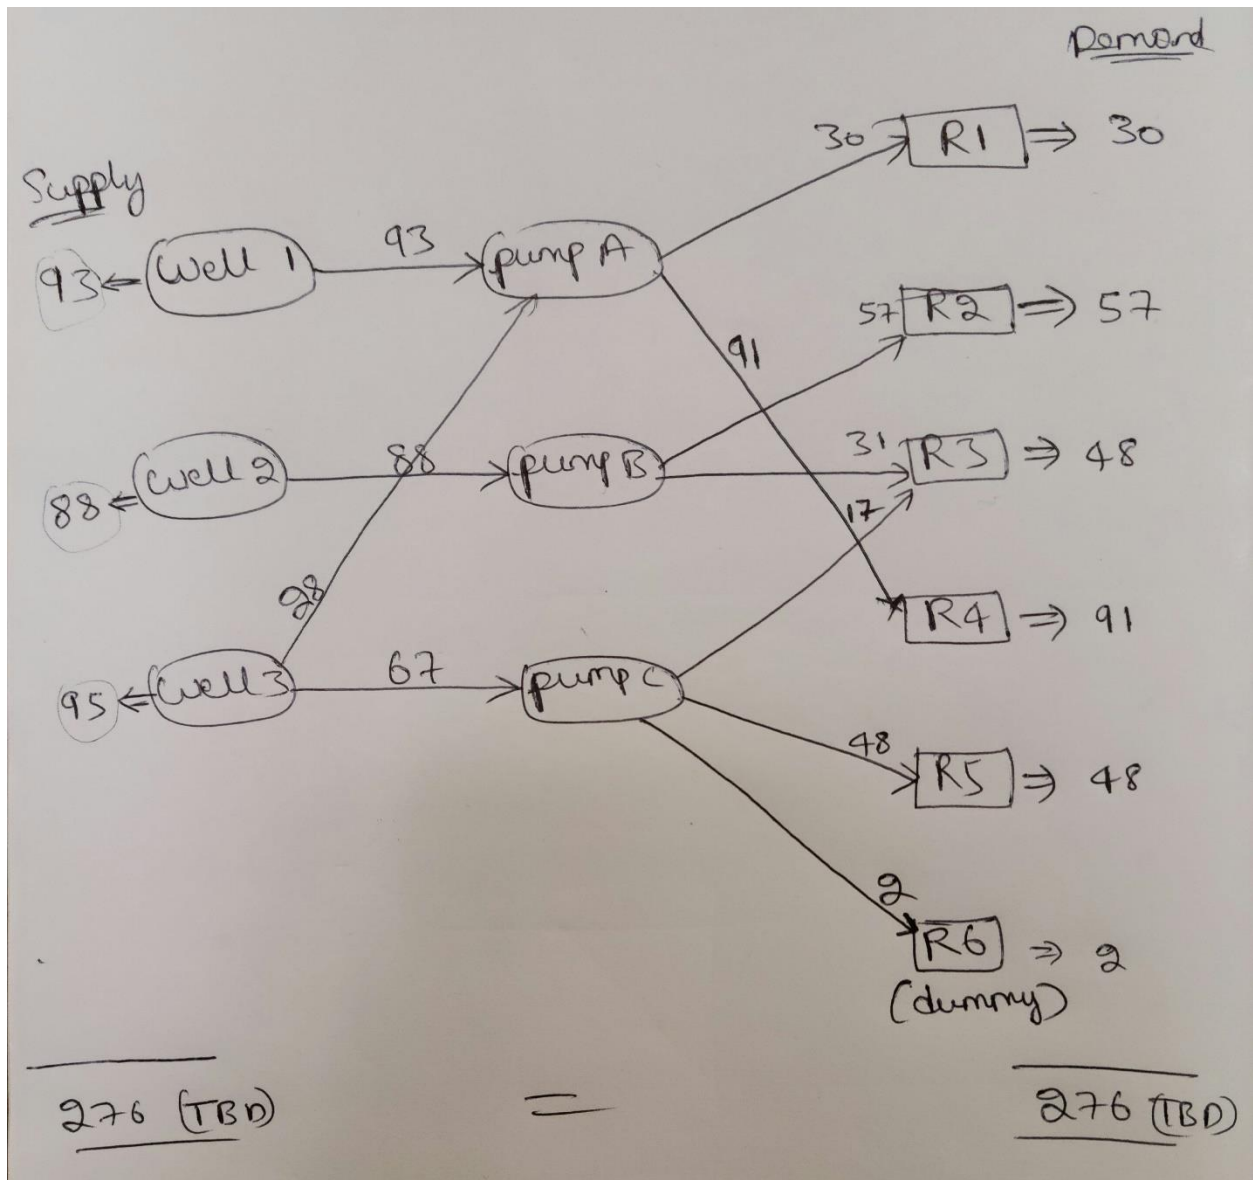 Demand
30 R1 ⇒ 30
Supply
93 ⇐ Well 1 93 pump A
57 R2 ⇒ 57
91
88 ⇐ Well 2 88 pump B 31 R3 ⇒ 48
17
28 R4 ⇒ 91
95 ⇐ Well 3 67 pump C
48 R5 ⇒ 48
2
R6 ⇒ 2
(dummy)
276 (TBD) = 276 (TBD)